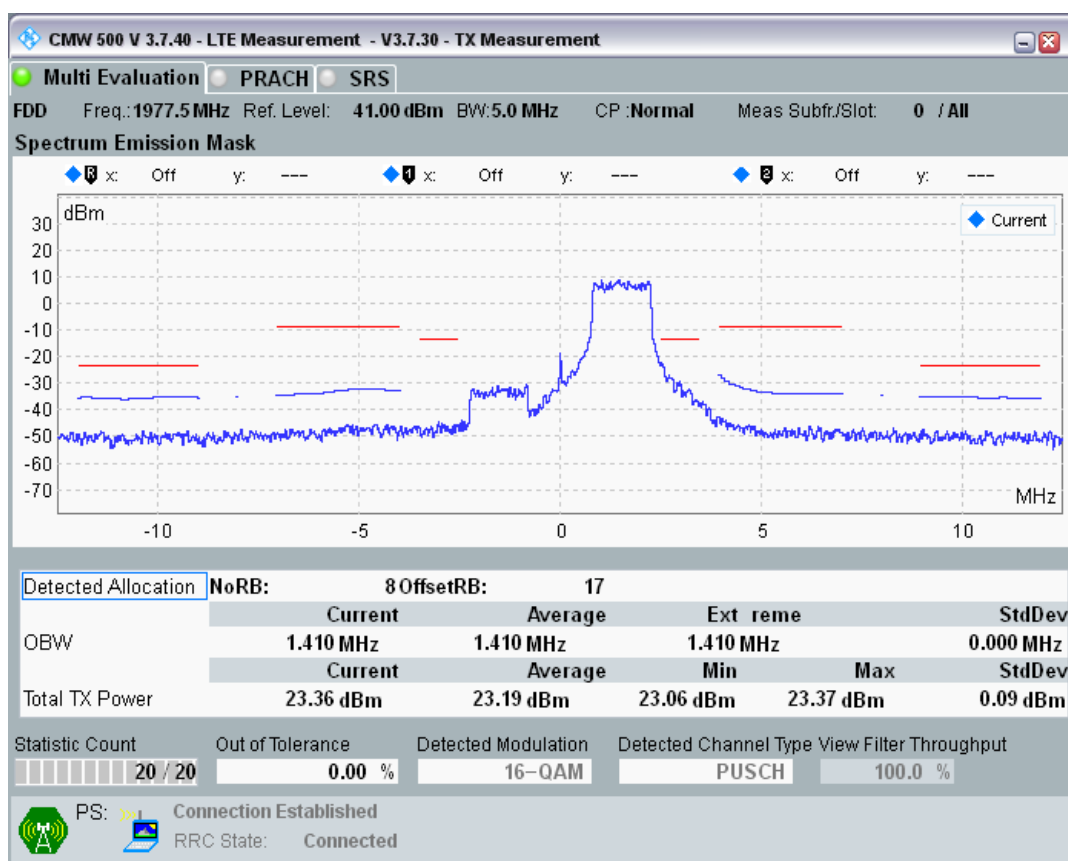 CMW 500 V 3.7.40 - LTE Measurement - V3.7.30 - TX Measurement
Multi Evaluation PRACH SRS
FDD Freq.: 1977.5 MHz Ref. Level: 41.00 dBm BW: 5.0 MHz CP : Normal Meas Subfr./Slot: 0 / All
Spectrum Emission Mask
R x: Off y: --- 1 x: Off y: --- 2 x: Off y: ---
dBm
Current
30
20
10
0
-10
-20
-30
-40
-50
-60
-70
MHz
-10 -5 0 5 10
Detected Allocation NoRB: 8 OffsetRB: 17
Current Average Ext reme StdDev
OBW 1.410 MHz 1.410 MHz 1.410 MHz 0.000 MHz
Current Average Min Max StdDev
Total TX Power 23.36 dBm 23.19 dBm 23.06 dBm 23.37 dBm 0.09 dBm
Statistic Count Out of Tolerance Detected Modulation Detected Channel Type View Filter Throughput
20 / 20 0.00 % 16-QAM PUSCH 100.0 %
PS: Connection Established
RRC State: Connected